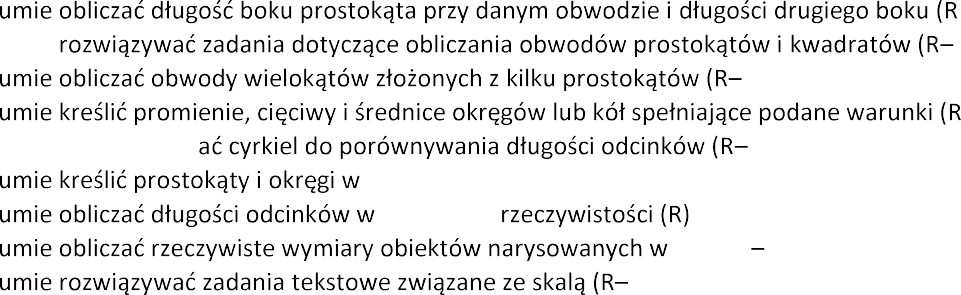 umie obliczać długość boku prostokąta przy danym obwodzie i długości drugiego boku (R
rozwiązywać zadania dotyczące obliczania obwodów prostokątów i kwadratów (R–
umie obliczać obwody wielokątów złożonych z kilku prostokątów (R–
umie kreślić promienie, cięciwy i średnice okręgów lub kół spełniające podane warunki (R
ać cyrkiel do porównywania długości odcinków (R–
umie kreślić prostokąty i okręgi w
umie obliczać długości odcinków w rzeczywistości (R)
umie obliczać rzeczywiste wymiary obiektów narysowanych w –
umie rozwiązywać zadania tekstowe związane ze skalą (R–